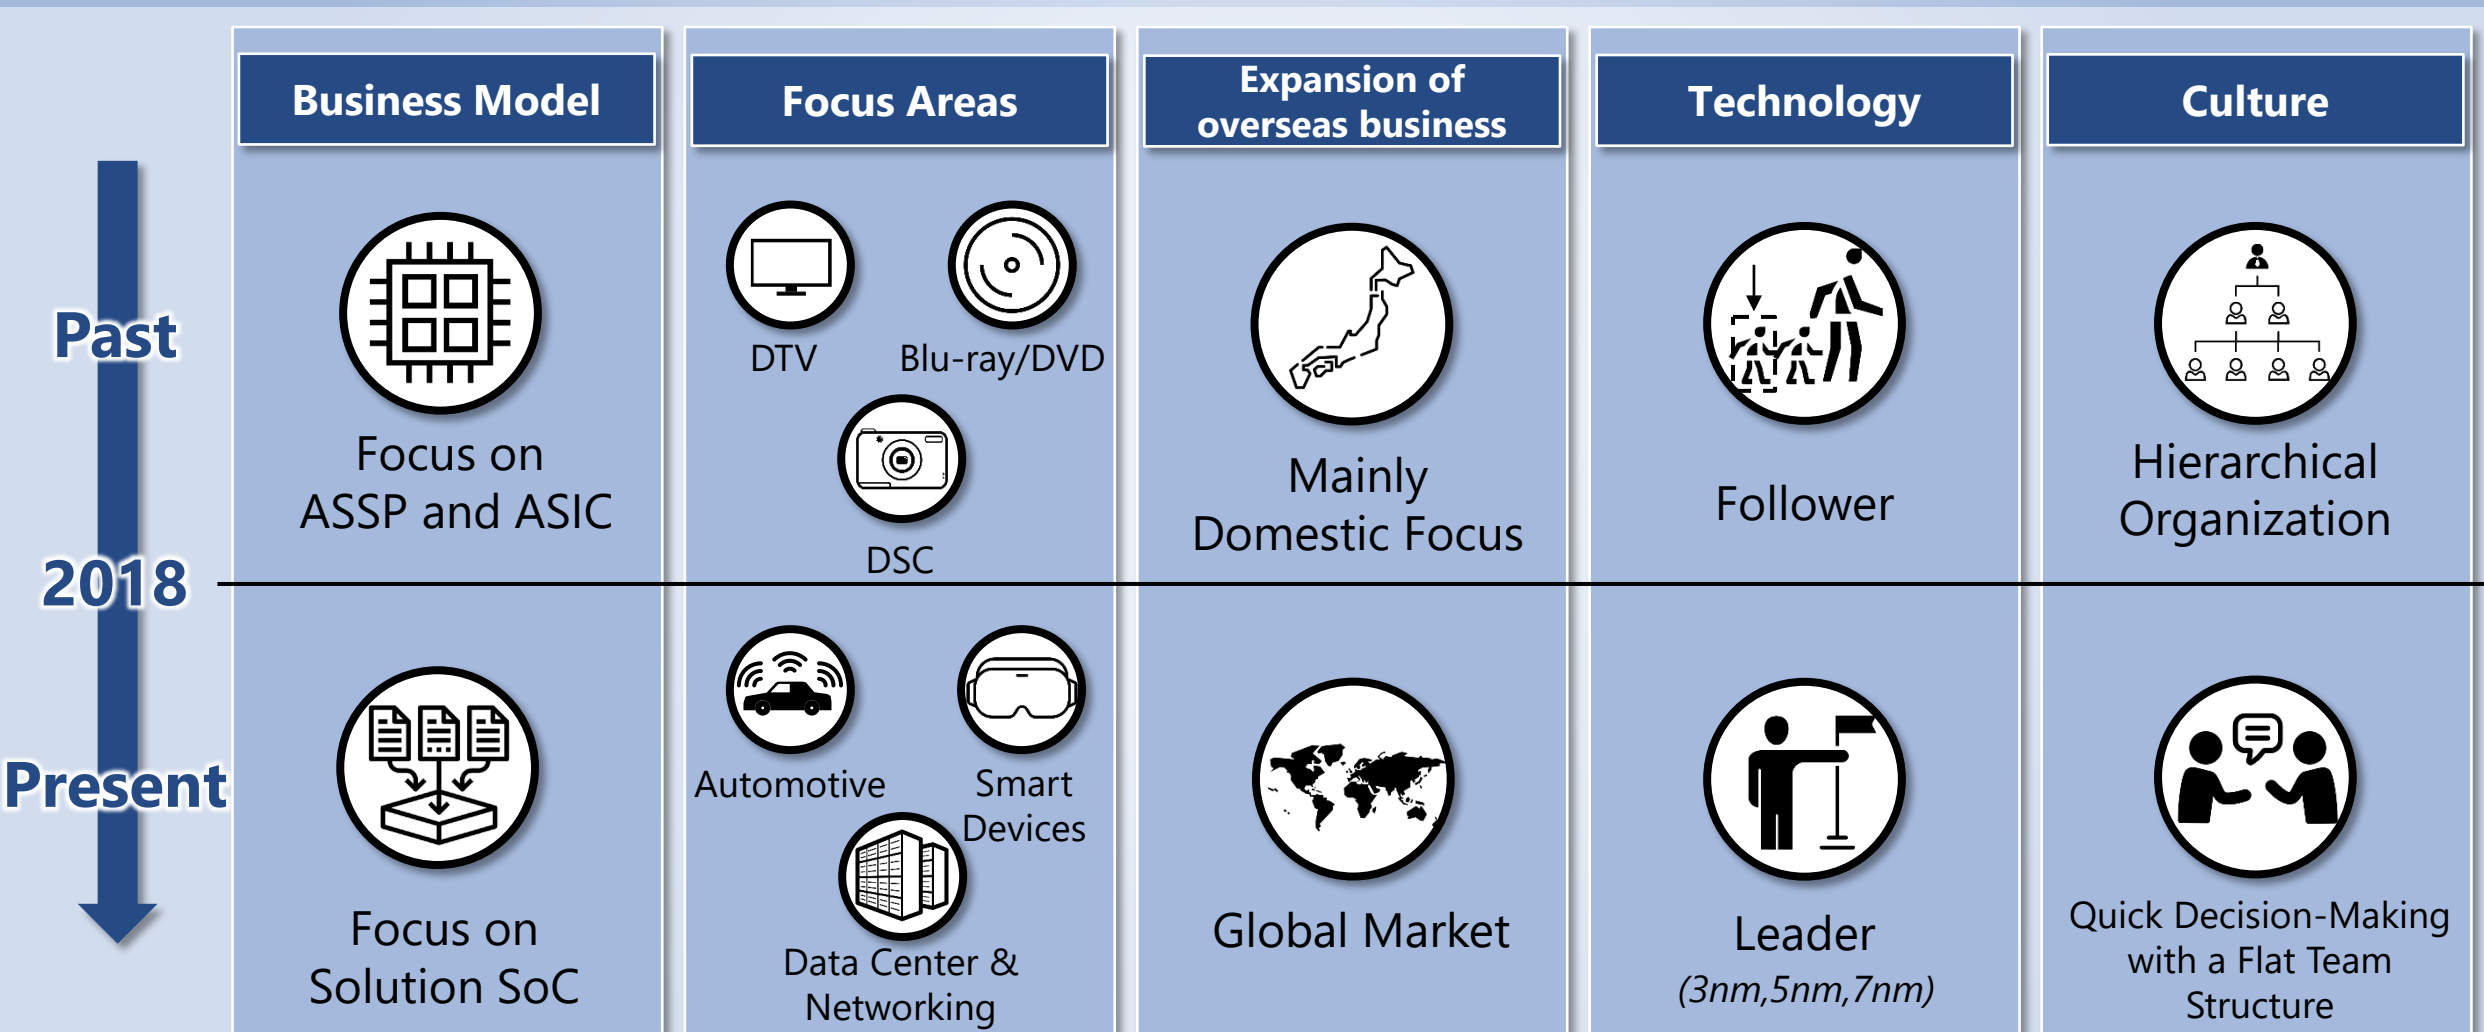 Business Model
Focus Areas
Expansion of
overseas business
Technology
Culture
Past
Focus on
ASSP and ASIC
DTV
Blu-ray/DVD
DSC
Mainly
Domestic Focus
Follower
Hierarchical
Organization
2018
Present
Focus on
Solution SoC
Automotive
Smart
Devices
Data Center &
Networking
Global Market
Leader
(3nm,5nm,7nm)
Quick Decision-Making
with a Flat Team
Structure